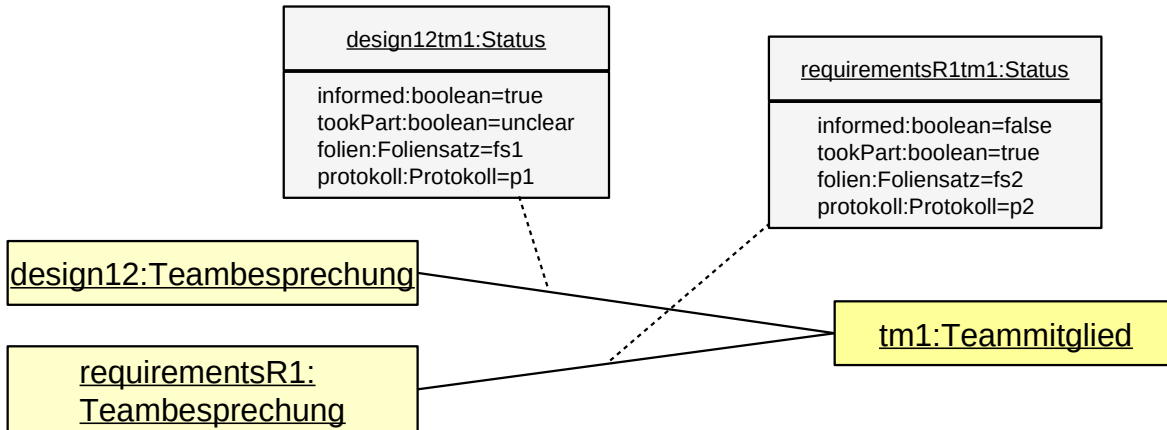 design12tm1:Status
informed:boolean=true
tookPart:boolean=unclear
folien:Foliensatz=fs1
protokoll:Protokoll=p1
requirementsR1tm1:Status
informed:boolean=false
tookPart:boolean=true
folien:Foliensatz=fs2
protokoll:Protokoll=p2
design12:Teambesprechung
requirementsR1:
Teambesprechung
tm1:Teammitglied